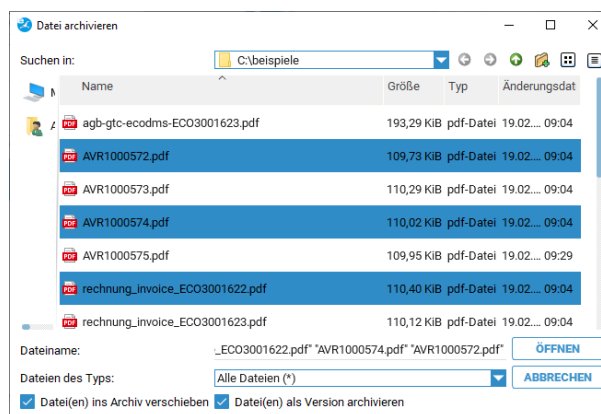 Datei archivieren
Suchen in: C:\beispiele
Name Größe Typ Änderungsdat
agb-gtc-ecodms-ECO3001623.pdf 193,29 KiB pdf-Datei 19.02.... 09:04
AVR1000572.pdf 109,73 KiB pdf-Datei 19.02.... 09:04
AVR1000573.pdf 110,29 KiB pdf-Datei 19.02.... 09:04
AVR1000574.pdf 110,02 KiB pdf-Datei 19.02.... 09:04
AVR1000575.pdf 109,95 KiB pdf-Datei 19.02.... 09:29
rechnung_invoice_ECO3001622.pdf 110,40 KiB pdf-Datei 19.02.... 09:04
rechnung_invoice_ECO3001623.pdf 110,12 KiB pdf-Datei 19.02.... 09:04
Dateiname: _ECO3001622.pdf" "AVR1000574.pdf" "AVR1000572.pdf" ÖFFNEN
Dateien des Typs: Alle Dateien (*) ABBRECHEN
Datei(en) ins Archiv verschieben Datei(en) als Version archivieren